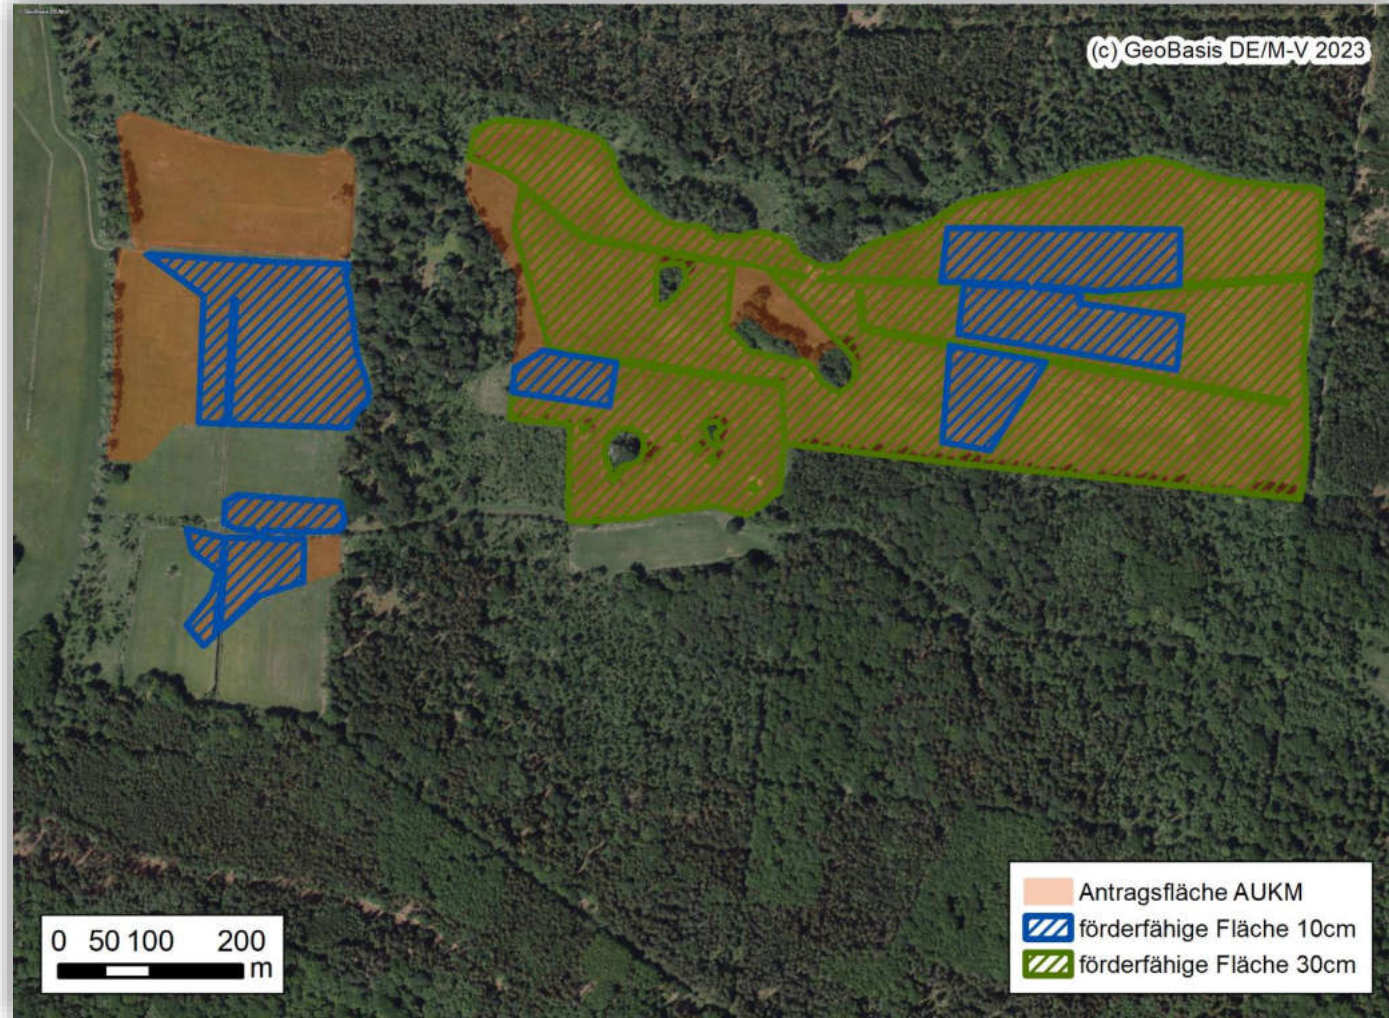 (c) GeoBasis DE/M-V 2023
Antragsfläche AUKM
förderfähige Fläche 10cm
förderfähige Fläche 30cm
0 50 100 200
m